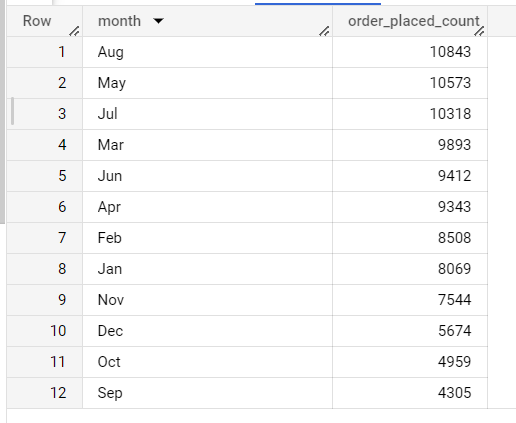 Row month order_placed_count
1 Aug 10843
2 May 10573
3 Jul 10318
4 Mar 9893
5 Jun 9412
6 Apr 9343
7 Feb 8508
8 Jan 8069
9 Nov 7544
10 Dec 5674
11 Oct 4959
12 Sep 4305